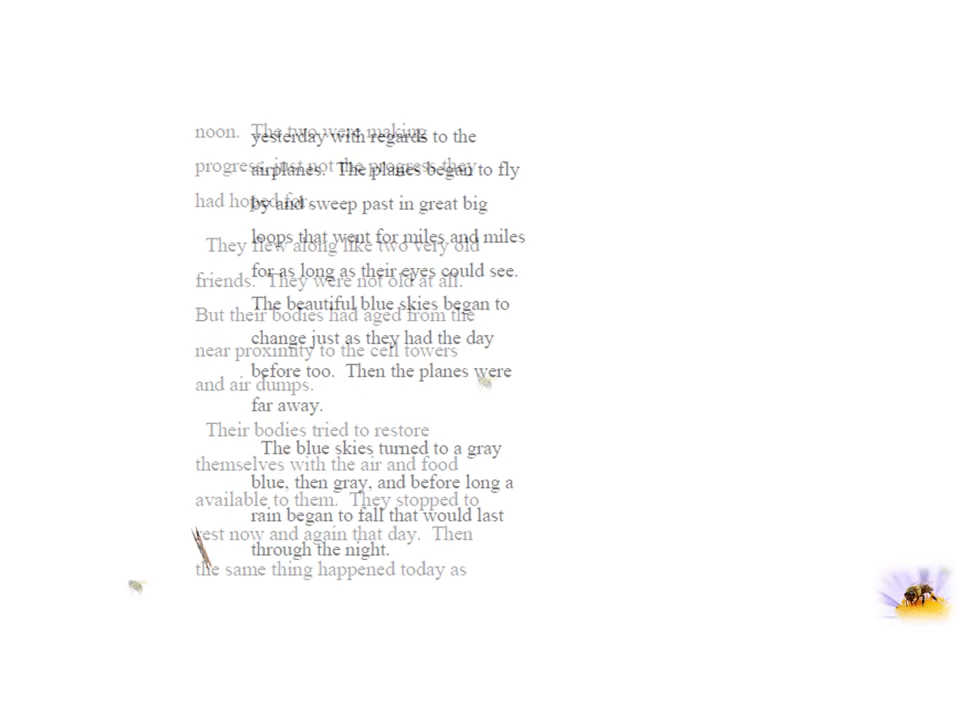 noon.  The two were making
progress, just not the progress they
had hoped for.
They flew along like two very old
friends.  They were not old at all.
But their bodies had aged from the
near proximity to the cell towers
and air dumps.
Their bodies tried to restore
themselves with the air and food
available to them.  They stopped to
rest now and again that day.  Then
the same thing happened today as
yesterday with regards to the
airplanes.  The planes began to fly
by and sweep past in great big
loops that went for miles and miles
for as long as their eyes could see.
The beautiful blue skies began to
change just as they had the day
before too.  Then the planes were
far away.
The blue skies turned to a gray
blue, then gray, and before long a
rain began to fall that would last
through the night.